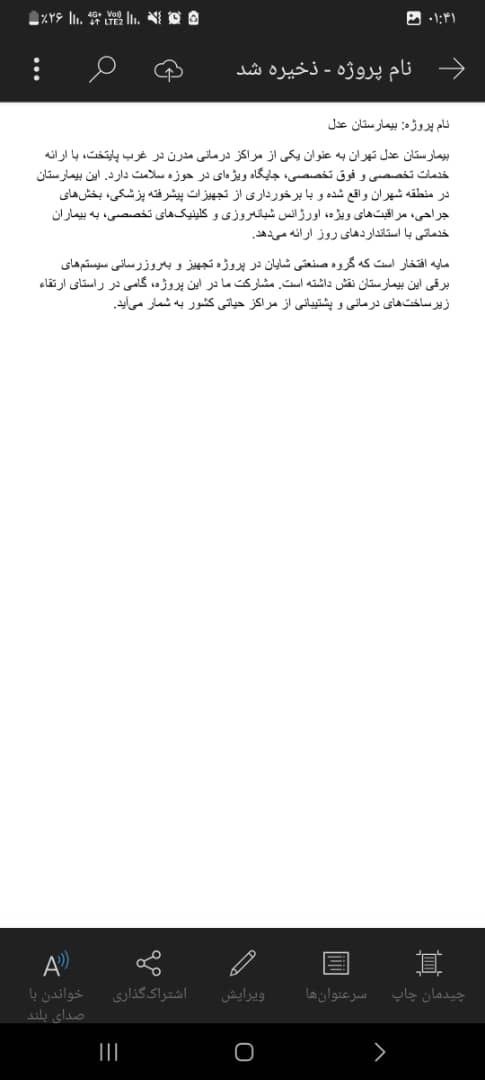 ٪۲۶ 4G+ Vo)) LTE2 ۰۱:۴۱
نام پروژه - ذخیره شد
نام پروژه: بیمارستان عدل
بیمارستان عدل تهران به عنوان یکی از مراکز درمانی مدرن در غرب پایتخت، با ارائه
خدمات تخصصی و فوق تخصصی، جایگاه ویژه‌ای در حوزه سلامت دارد. این بیمارستان
در منطقه شهران واقع شده و با برخورداری از تجهیزات پیشرفته پزشکی، بخش‌های
جراحی، مراقبت‌های ویژه، اورژانس شبانه‌روزی و کلینیک‌های تخصصی، به بیماران
خدماتی با استانداردهای روز ارائه می‌دهد.
مایه افتخار است که گروه صنعتی شایان در پروژه تجهیز و به‌روزرسانی سیستم‌های
برقی این بیمارستان نقش داشته است. مشارکت ما در این پروژه، گامی در راستای ارتقاء
زیرساخت‌های درمانی و پشتیبانی از مراکز حیاتی کشور به شمار می‌آید.
چیدمان چاپ سرعنوان‌ها ویرایش اشتراک‌گذاری خواندن با
صدای بلند